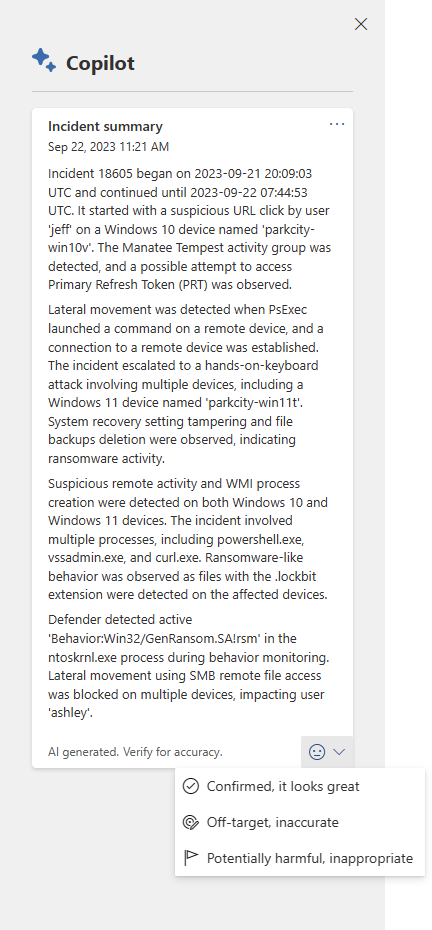 Copilot
Incident summary
Sep 22, 2023 11:21 AM
Incident 18605 began on 2023-09-21 20:09:03
UTC and continued until 2023-09-22 07:44:53
UTC. It started with a suspicious URL click by user
'jeff' on a Windows 10 device named 'parkcity-
win10v'. The Manatee Tempest activity group was
detected, and a possible attempt to access
Primary Refresh Token (PRT) was observed.
Lateral movement was detected when PsExec
launched a command on a remote device, and a
connection to a remote device was established.
The incident escalated to a hands-on-keyboard
attack involving multiple devices, including a
Windows 11 device named 'parkcity-win11t'.
System recovery setting tampering and file
backups deletion were observed, indicating
ransomware activity.
Suspicious remote activity and WMI process
creation were detected on both Windows 10 and
Windows 11 devices. The incident involved
multiple processes, including powershell.exe,
vssadmin.exe, and curl.exe. Ransomware-like
behavior was observed as files with the .lockbit
extension were detected on the affected devices.
Defender detected active
'Behavior:Win32/GenRansom.SA!rsm' in the
ntoskrnl.exe process during behavior monitoring.
Lateral movement using SMB remote file access
was blocked on multiple devices, impacting user
'ashley'.
AI generated. Verify for accuracy.
Confirmed, it looks great
Off-target, inaccurate
Potentially harmful, inappropriate